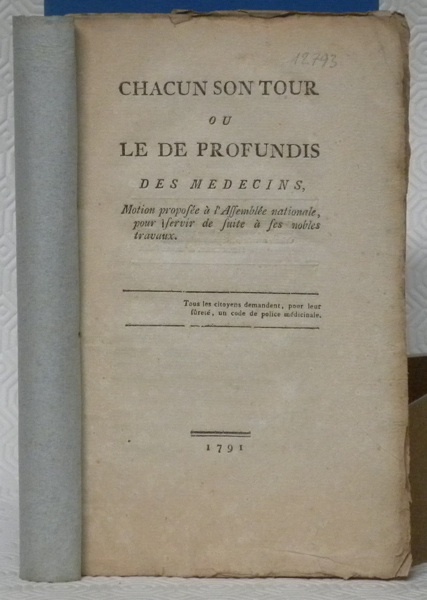 12793
CHACUN SON TOUR
OU
LE DE PROFUNDIS
DES MEDECINS,
Motion proposée à l'Assemblée nationale,
pour servir de suite à ses nobles
travaux.
Tous les citoyens demandent, pour leur
sûreté, un code de police médicinale.
1791